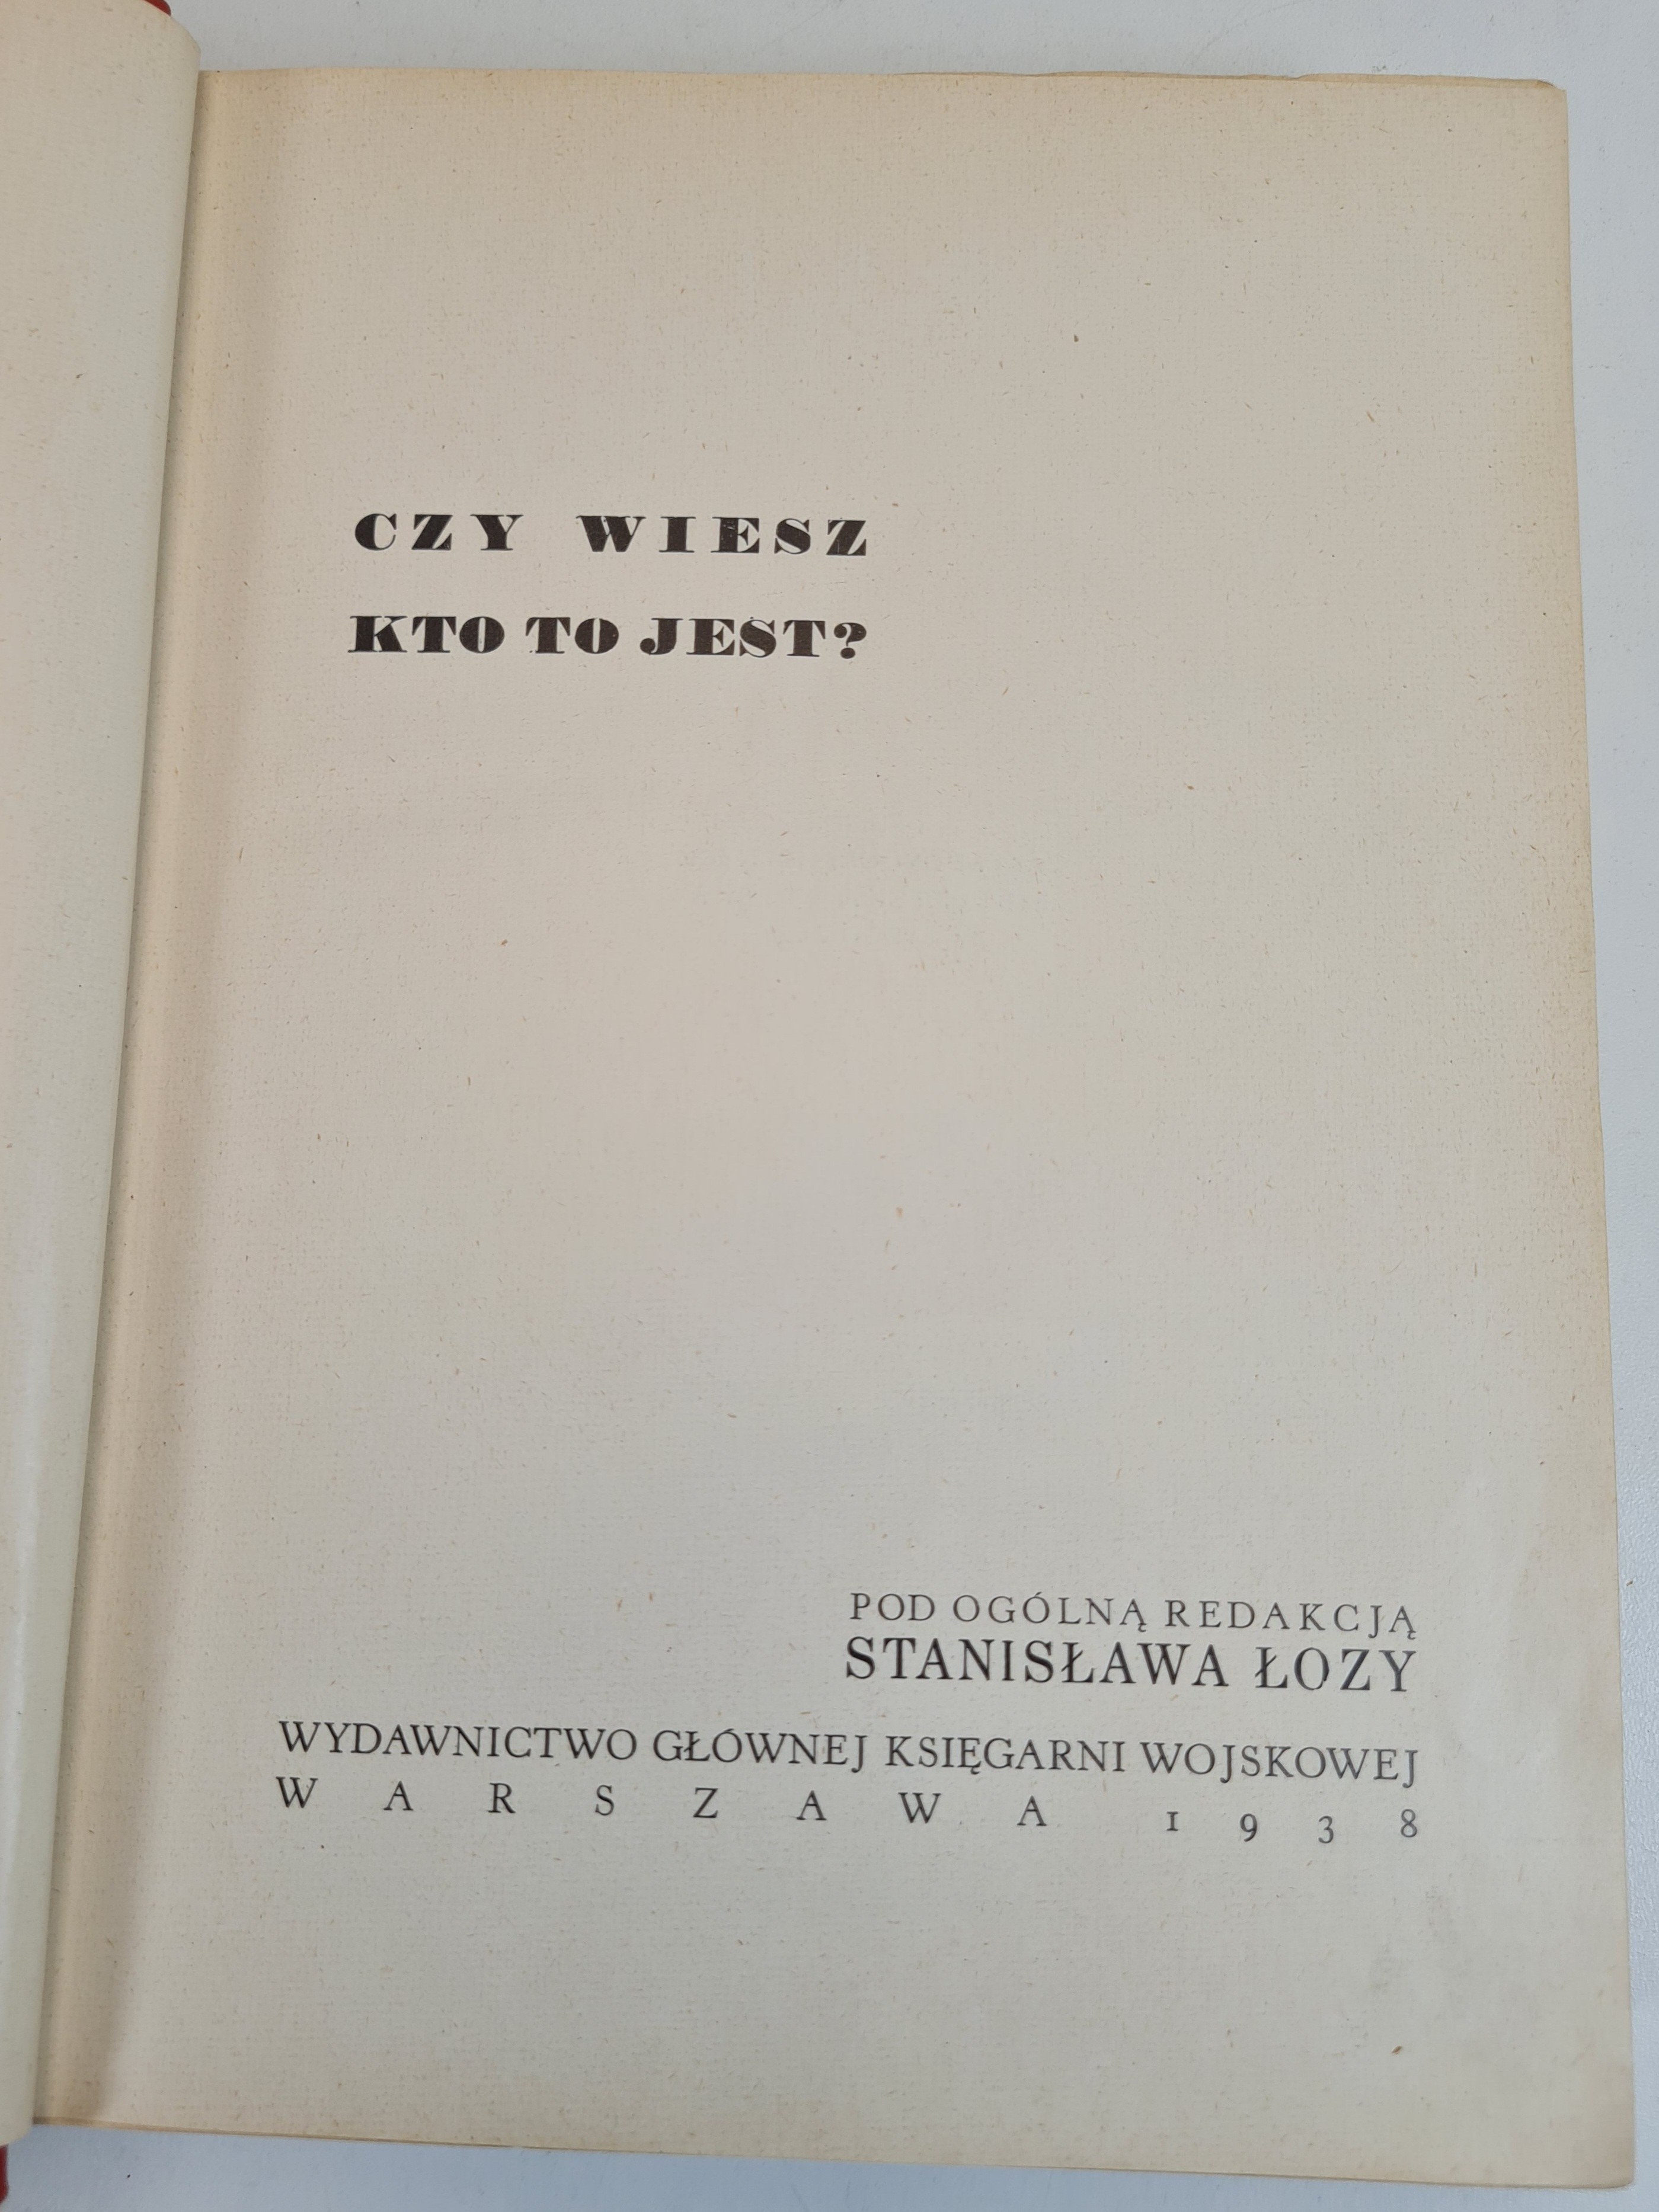 CZY WIESZ
KTO TO JEST?
POD OGÓLNĄ REDAKCJĄ
STANISŁAWA ŁOZY
WYDAWNICTWO GŁÓWNEJ KSIĘGARNI WOJSKOWEJ
WARSZAWA 1938